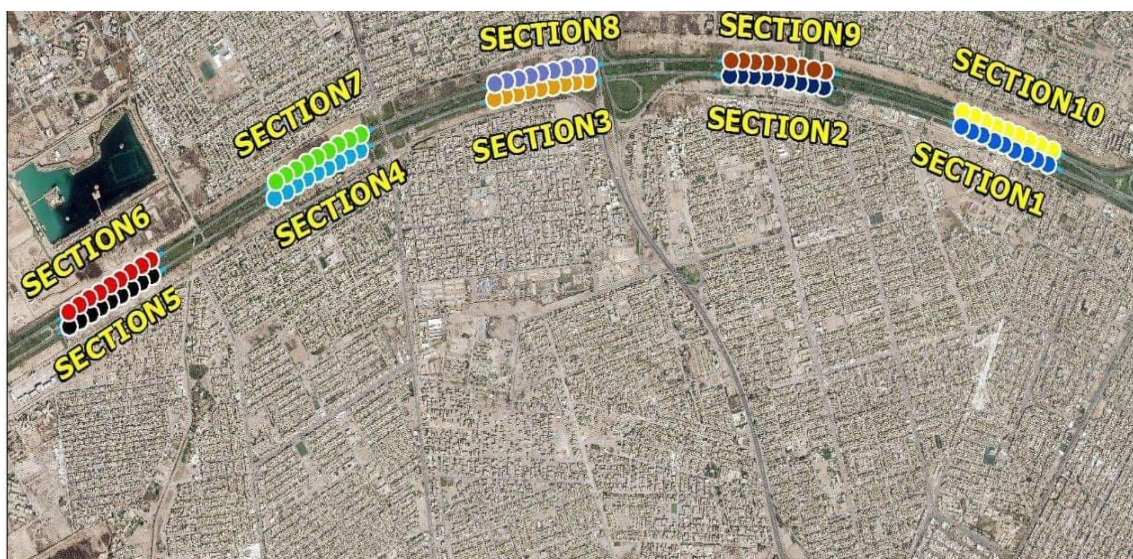 SECTION8
SECTION9
SECTION10
SECTION7
SECTION3
SECTION2
SECTION1
SECTION4
SECTION6
SECTION5